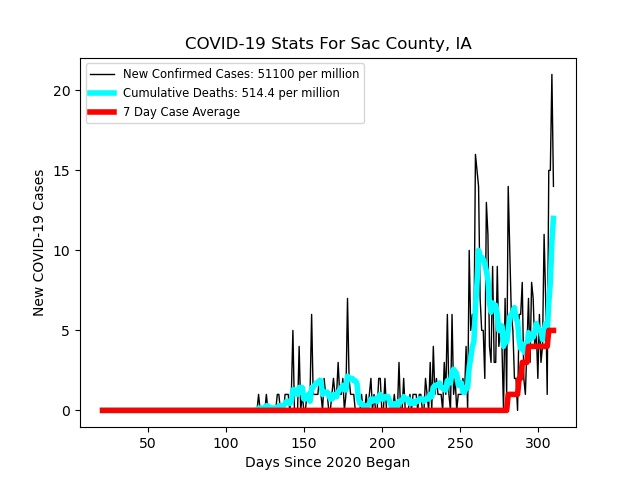 COVID-19 Stats For Sac County, IA
New Confirmed Cases: 51100 per million
Cumulative Deaths: 514.4 per million
7 Day Case Average
New COVID-19 Cases
20
15
10
5
0
50 100 150 200 250 300
Days Since 2020 Began